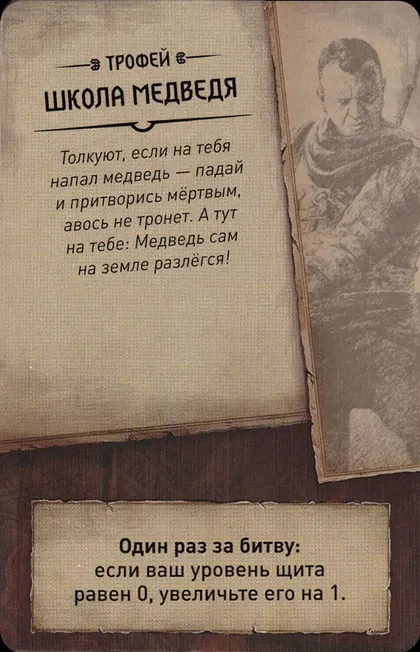 ТРОФЕЙ
ШКОЛА МЕДВЕДЯ
Толкуют, если на тебя
напал медведь — падай
и притворись мёртвым,
авось не тронет. А тут
на тебе: Медведь сам
на земле разлёгся!
Один раз за битву:
если ваш уровень щита
равен 0, увеличьте его на 1.